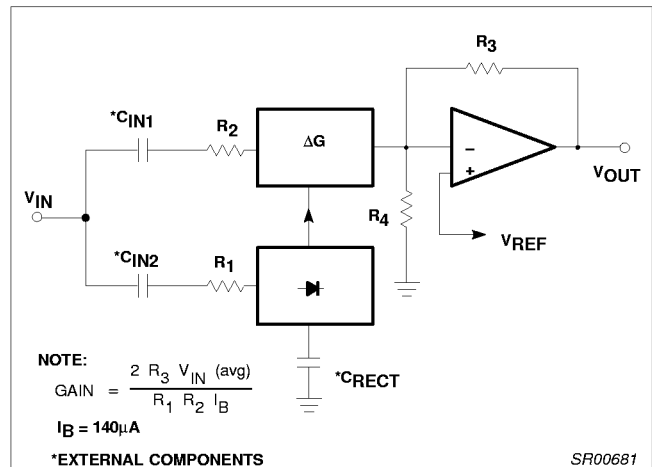 R3
*CIN1
R2
ΔG
−
+
VOUT
VIN
R4
VREF
*CIN2
R1
*CRECT
NOTE:
GAIN = 2 R3 VIN (avg) / R1 R2 IB
IB = 140µA
*EXTERNAL COMPONENTS
SR00681